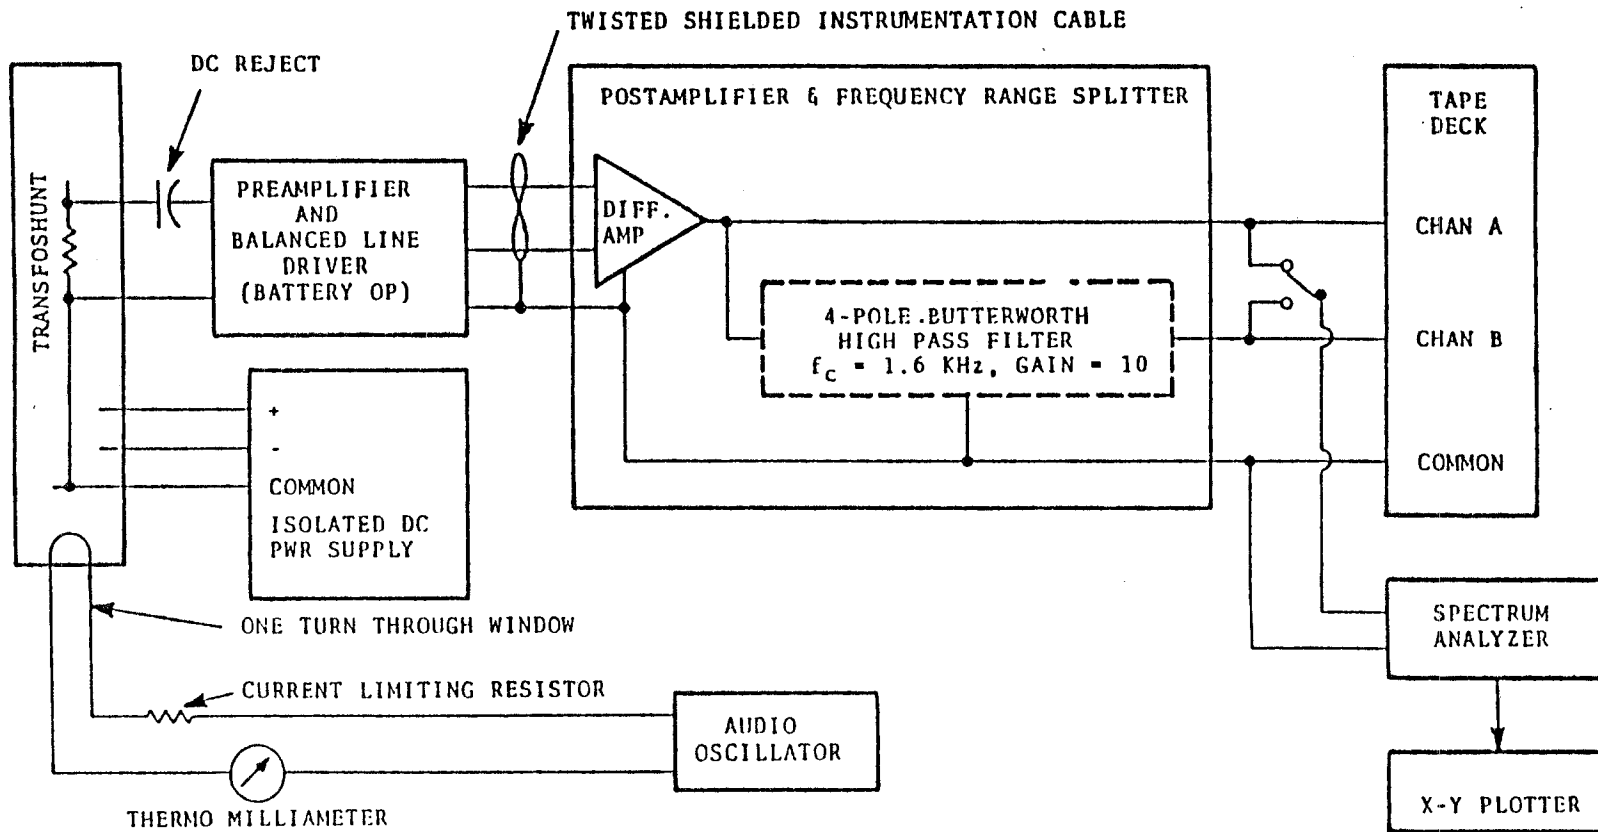 TWISTED SHIELDED INSTRUMENTATION CABLE
DC REJECT
TRANSFOSHUNT
PREAMPLIFIER
AND
BALANCED LINE
DRIVER
(BATTERY OP)
POSTAMPLIFIER & FREQUENCY RANGE SPLITTER
DIFF.
AMP
4-POLE.BUTTERWORTH
HIGH PASS FILTER
fc = 1.6 KHz, GAIN = 10
TAPE
DECK
CHAN A
CHAN B
COMMON
+
-
COMMON
ISOLATED DC
PWR SUPPLY
ONE TURN THROUGH WINDOW
CURRENT LIMITING RESISTOR
AUDIO
OSCILLATOR
THERMO MILLIAMETER
SPECTRUM
ANALYZER
X-Y PLOTTER